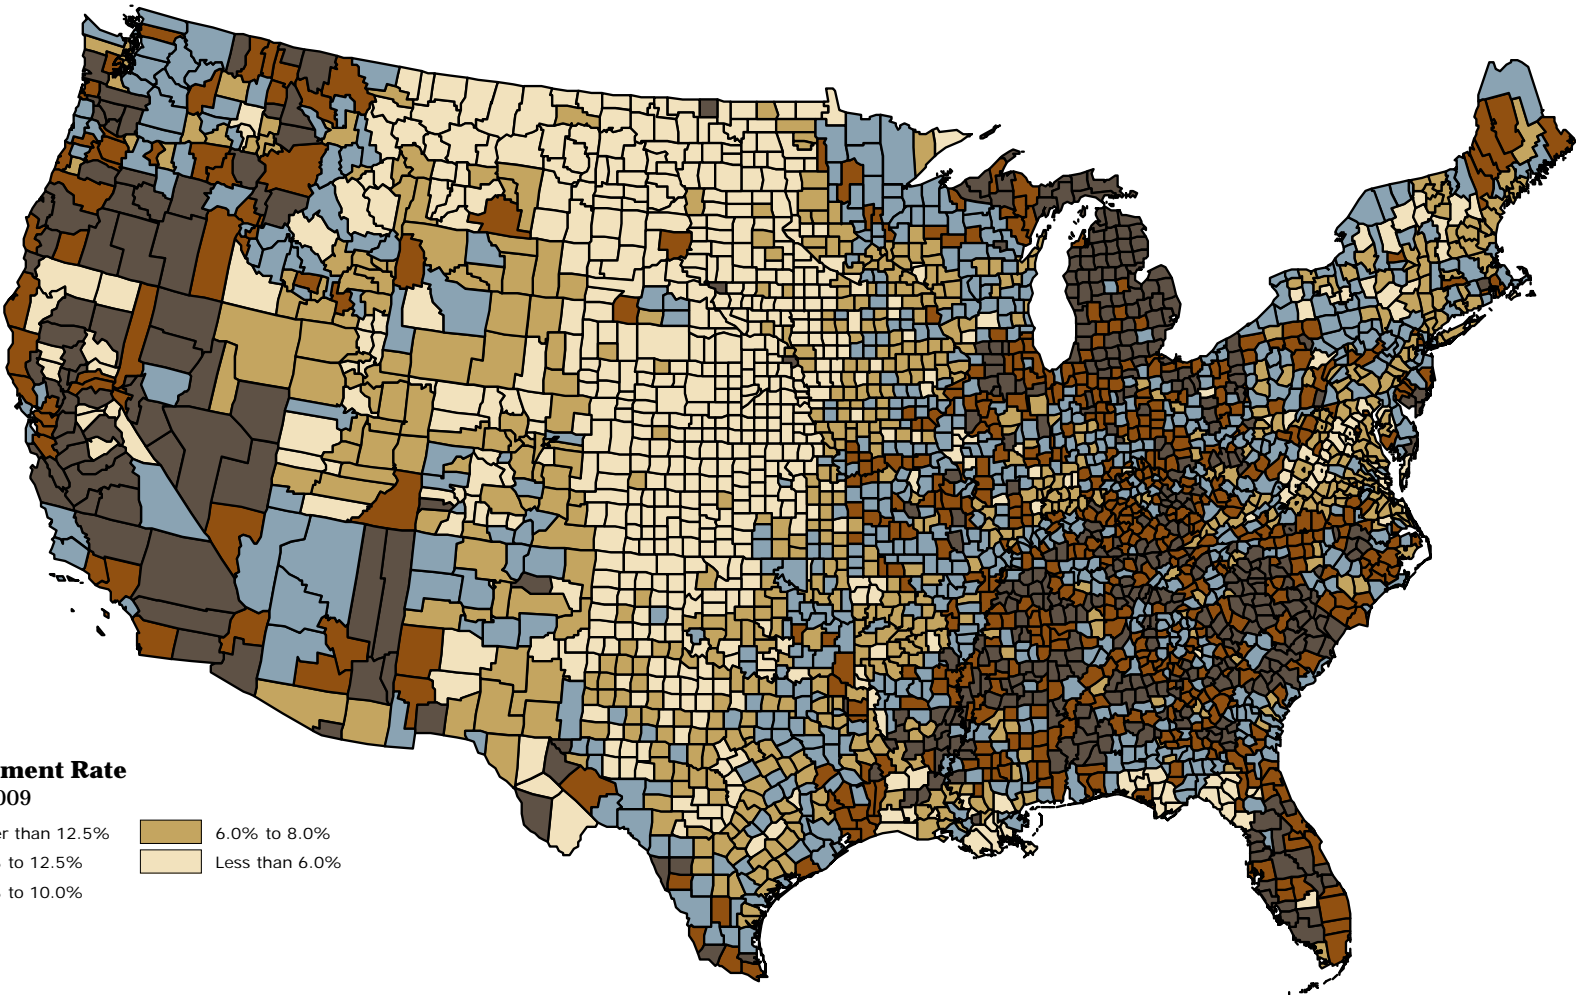 ment Rate
009
er than 12.5%
to 12.5%
to 10.0%
6.0% to 8.0%
Less than 6.0%